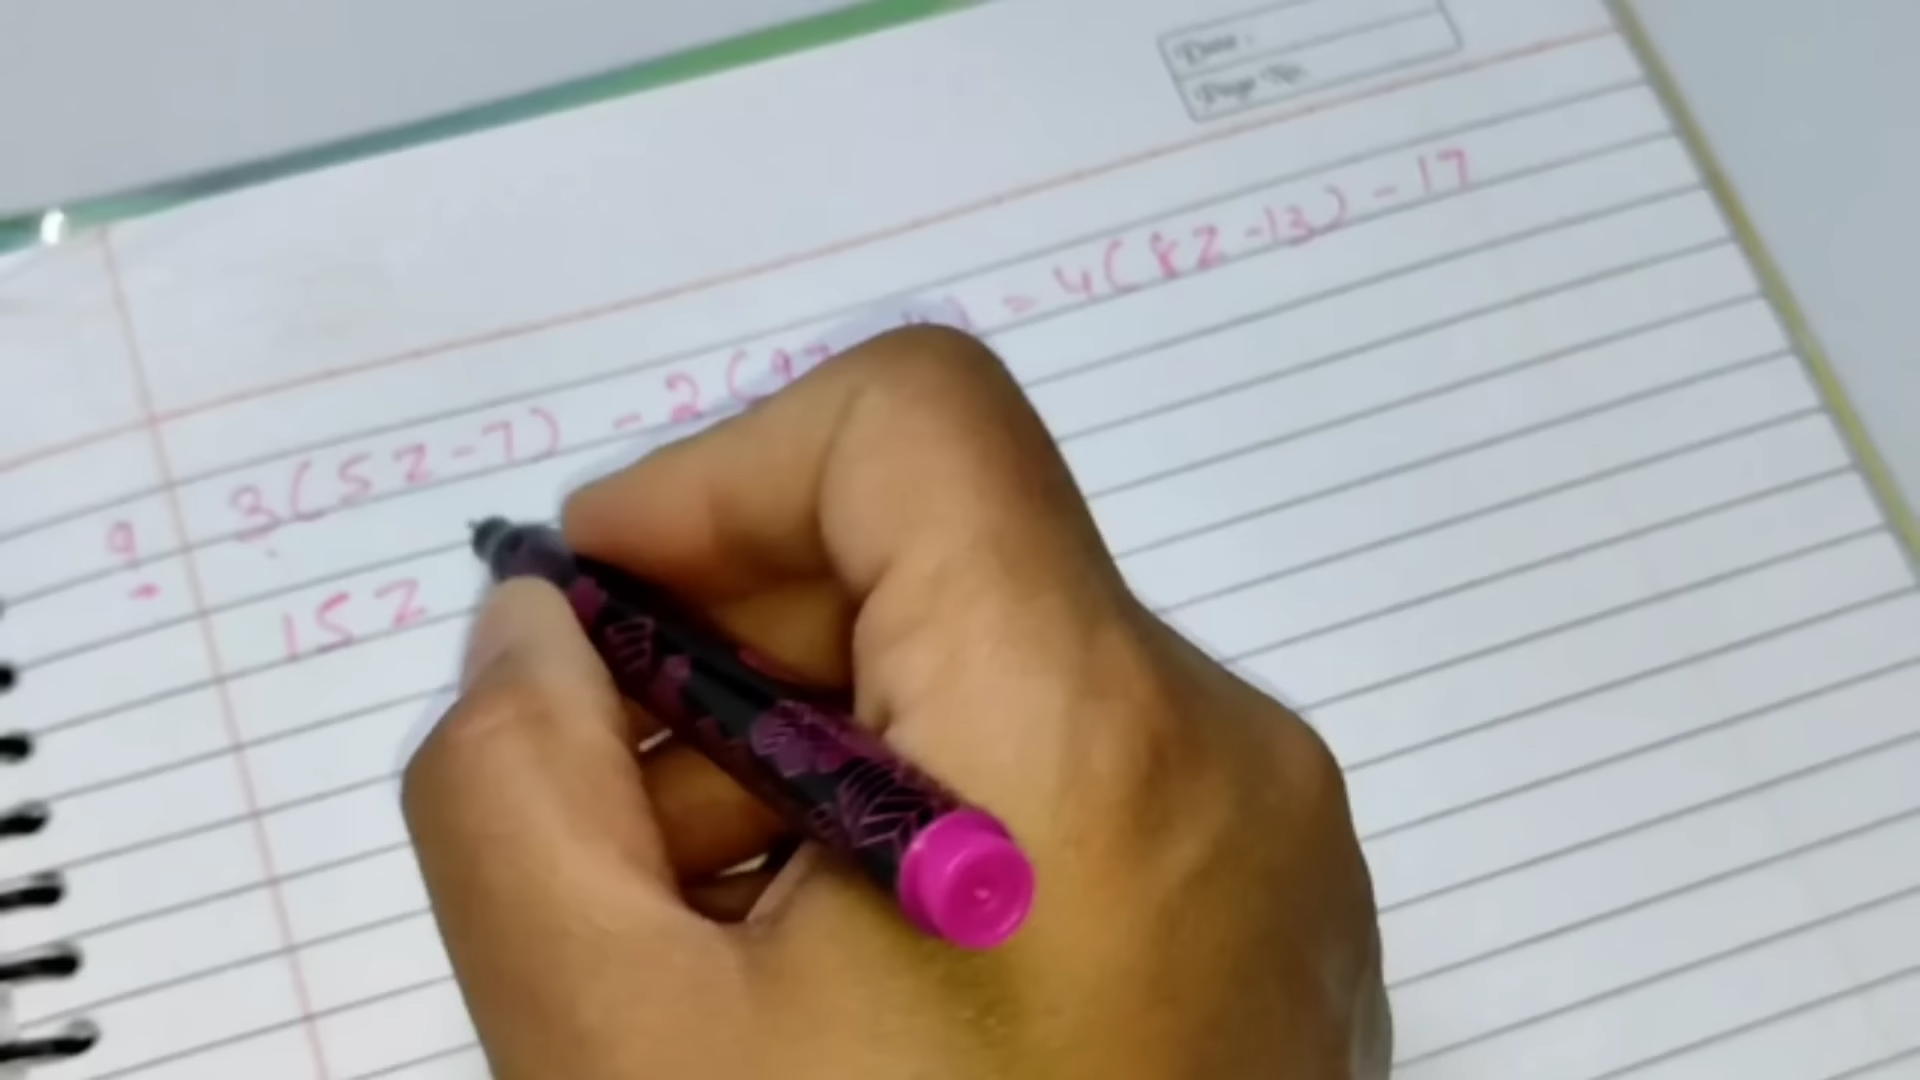 Date :
Page No.
3(5z-7) - 2(9z = 4(8z-13) - 17
9
15z